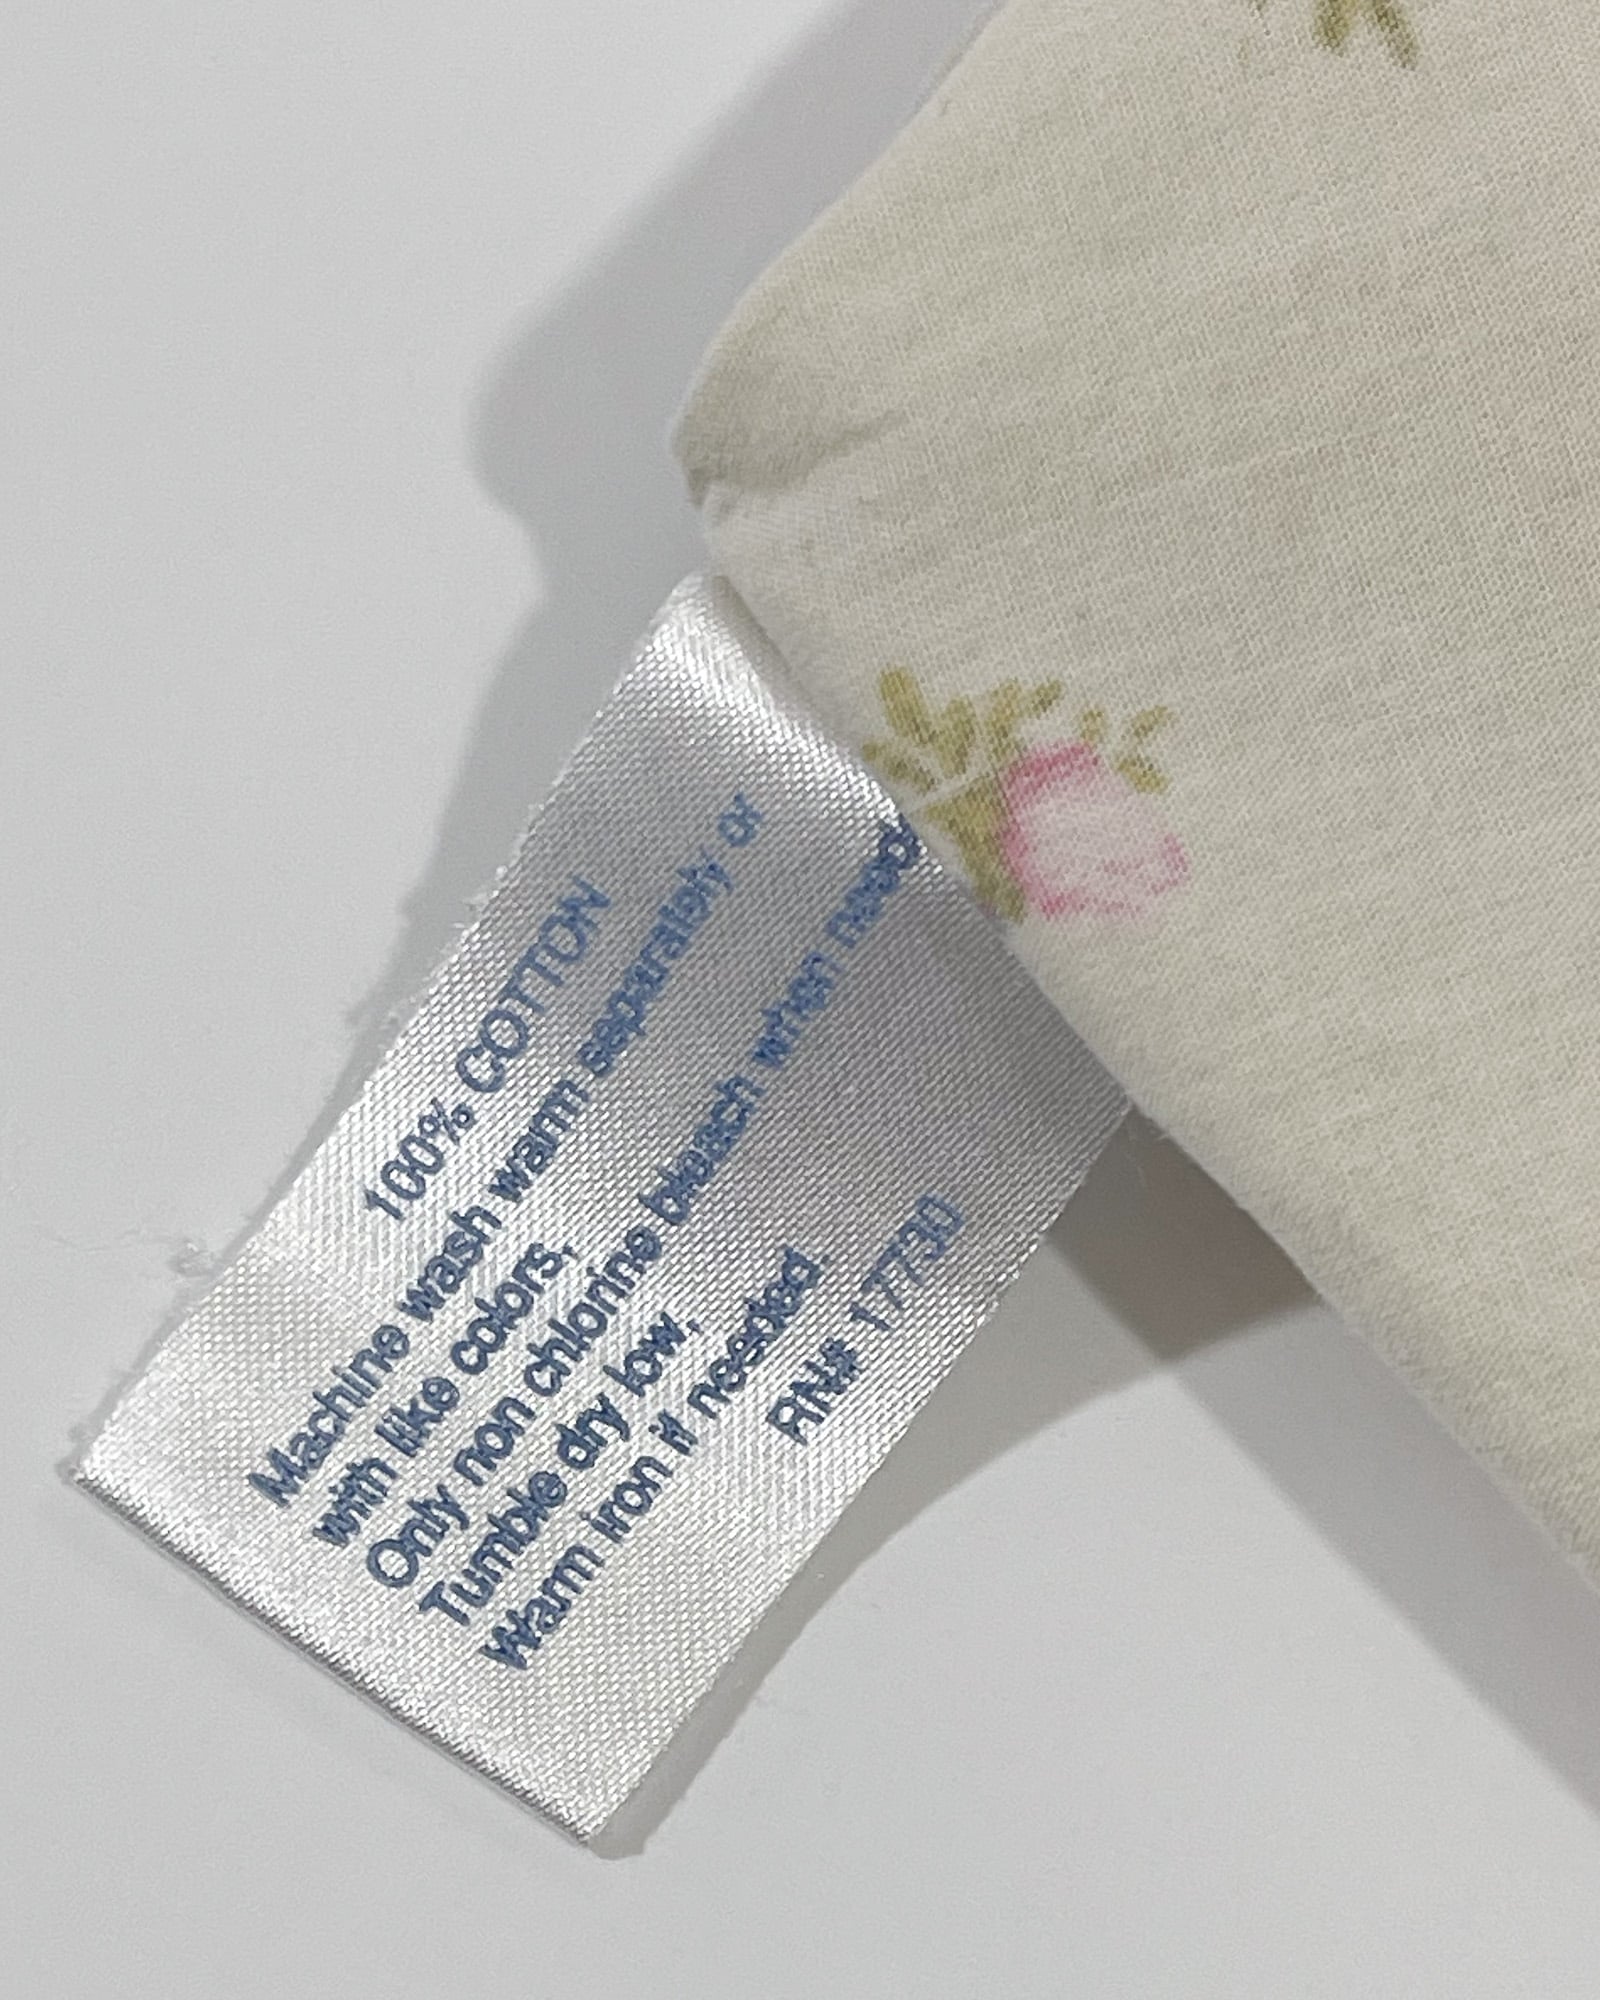 100% COTTON
Machine wash warm separately or
with like colors,
Only non chlorine bleach when
Tumble dry low,
Warm iron if needed
RN# 17730